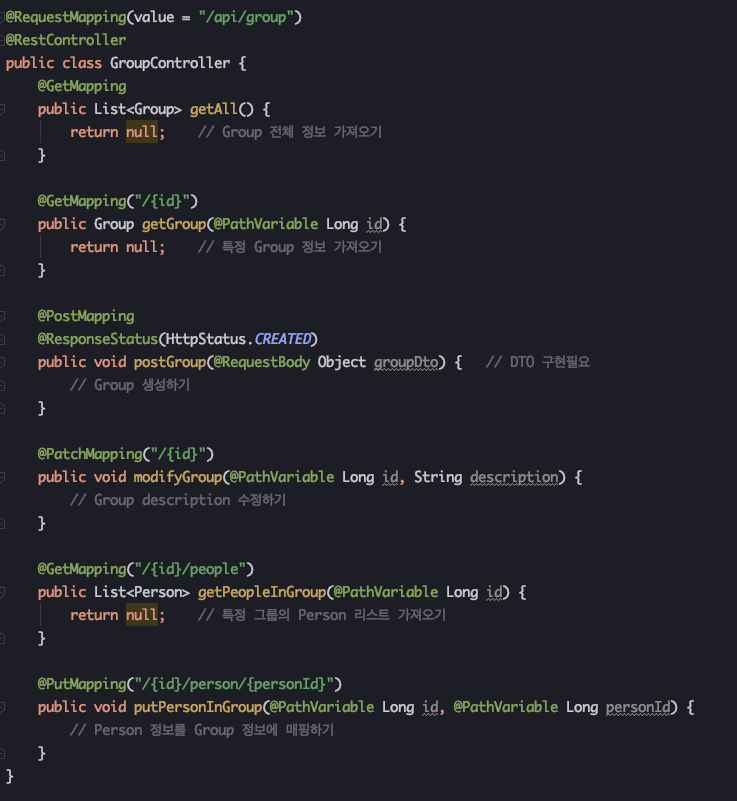 @RequestMapping(value = "/api/group")
@RestController
public class GroupController {
    @GetMapping
    public List<Group> getAll() {
        return null;    // Group 전체 정보 가져오기
    }

    @GetMapping("/{id}")
    public Group getGroup(@PathVariable Long id) {
        return null;    // 특정 Group 정보 가져오기
    }

    @PostMapping
    @ResponseStatus(HttpStatus.CREATED)
    public void postGroup(@RequestBody Object groupDto) {   // DTO 구현필요
        // Group 생성하기
    }

    @PatchMapping("/{id}")
    public void modifyGroup(@PathVariable Long id, String description) {
        // Group description 수정하기
    }

    @GetMapping("/{id}/people")
    public List<Person> getPeopleInGroup(@PathVariable Long id) {
        return null;    // 특정 그룹의 Person 리스트 가져오기
    }

    @PutMapping("/{id}/person/{personId}")
    public void putPersonInGroup(@PathVariable Long id, @PathVariable Long personId) {
        // Person 정보를 Group 정보에 매핑하기
    }
}